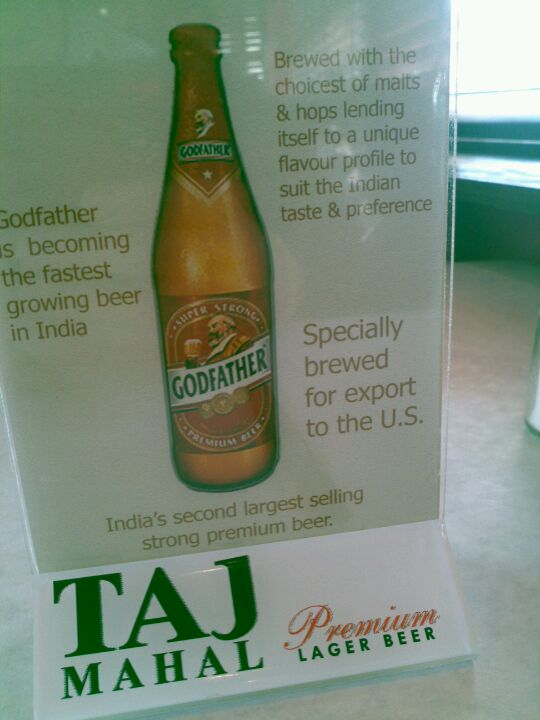 Brewed with the
choicest of malts
& hops lending
itself to a unique
flavour profile to
suit the Indian
taste & preference
Godfather
is becoming
the fastest
growing beer
in India
GODFATHER
SUPER STRONG
GODFATHER
PREMIUM BEER
Specially
brewed
for export
to the U.S.
India's second largest selling
strong premium beer.
TAJ
MAHAL
Premium
LAGER BEER